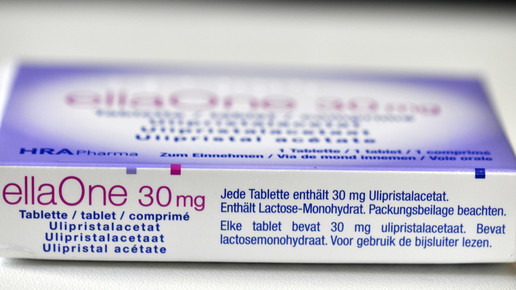 ellaOne 30 mg
Tablette / tablet / comprimé
Ulipristalacetat
Ulipristalacetaat
Ulipristal acétate
1 Tablette / 1 tablet / 1 comprimé
HRA Pharma
Zum Einnehmen / Via de mond innemen / Voie orale
ellaOne 30 mg
Tablette / tablet / comprimé
Ulipristalacetat
Ulipristalacetaat
Ulipristal acétate
Jede Tablette enthält 30 mg Ulipristalacetat.
Enthält Lactose-Monohydrat. Packungsbeilage beachten.
Elke tablet bevat 30 mg ulipristalacetaat. Bevat
lactosemonohydraat. Voor gebruik de bijsluiter lezen.